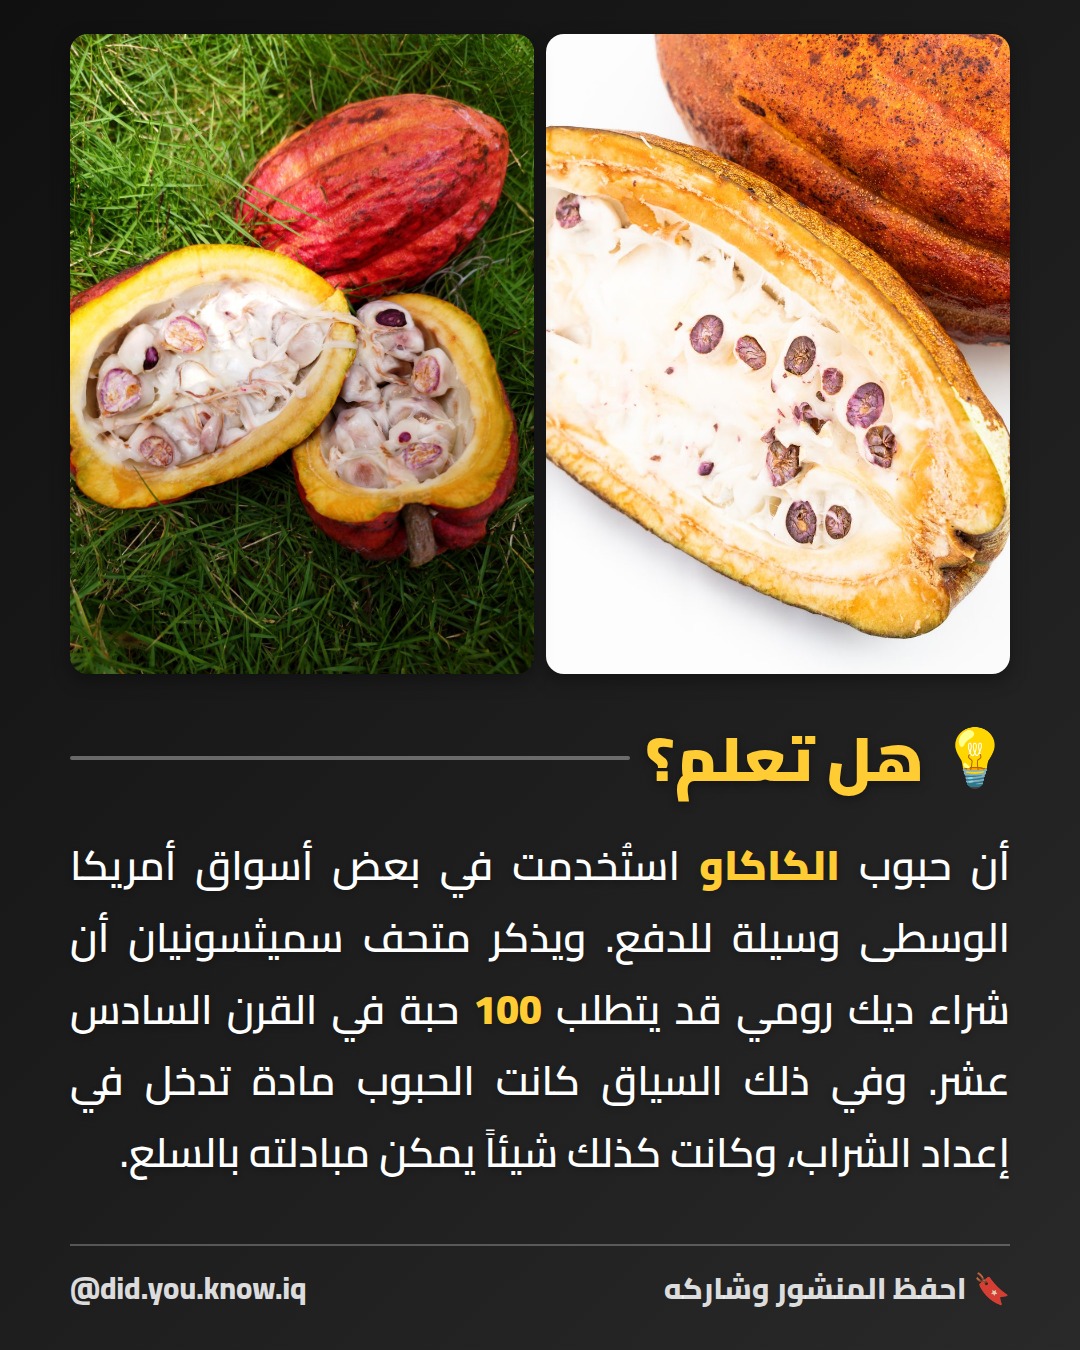 هل تعلم؟
أن حبوب الكاكاو استُخدمت في بعض أسواق أمريكا
الوسطى وسيلة للدفع. ويذكر متحف سميثسونيان أن
شراء ديك رومي قد يتطلب 100 حبة في القرن السادس
عشر. وفي ذلك السياق كانت الحبوب مادة تدخل في
إعداد الشراب، وكانت كذلك شيئاً يمكن مبادلته بالسلع.
احفظ المنشور وشاركه
@did.you.know.iq